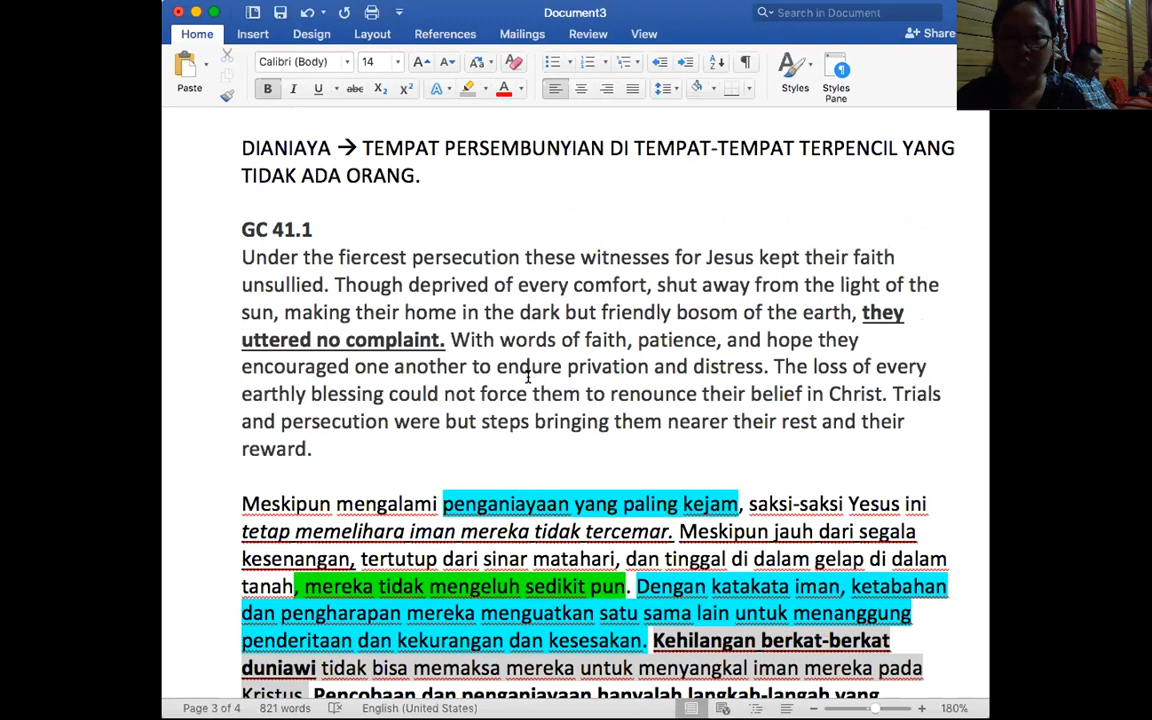 Document3
Search in Document
Home Insert Design Layout References Mailings Review View Share
Paste Calibri (Body) 14 Styles Styles Pane
DIANIAYA → TEMPAT PERSEMBUNYIAN DI TEMPAT-TEMPAT TERPENCIL YANG
TIDAK ADA ORANG.
GC 41.1
Under the fiercest persecution these witnesses for Jesus kept their faith
unsullied. Though deprived of every comfort, shut away from the light of the
sun, making their home in the dark but friendly bosom of the earth, they
uttered no complaint. With words of faith, patience, and hope they
encouraged one another to endure privation and distress. The loss of every
earthly blessing could not force them to renounce their belief in Christ. Trials
and persecution were but steps bringing them nearer their rest and their
reward.
Meskipun mengalami penganiayaan yang paling kejam, saksi-saksi Yesus ini
tetap memelihara iman mereka tidak tercemar. Meskipun jauh dari segala
kesenangan, tertutup dari sinar matahari, dan tinggal di dalam gelap di dalam
tanah, mereka tidak mengeluh sedikit pun. Dengan katakata iman, ketabahan
dan pengharapan mereka menguatkan satu sama lain untuk menanggung
penderitaan dan kekurangan dan kesesakan. Kehilangan berkat-berkat
duniawi tidak bisa memaksa mereka untuk menyangkal iman mereka pada
Kristus. Pencobaan dan penganiayaan hanyalah langkah-langah yang
Page 3 of 4 821 words English (United States) 180%